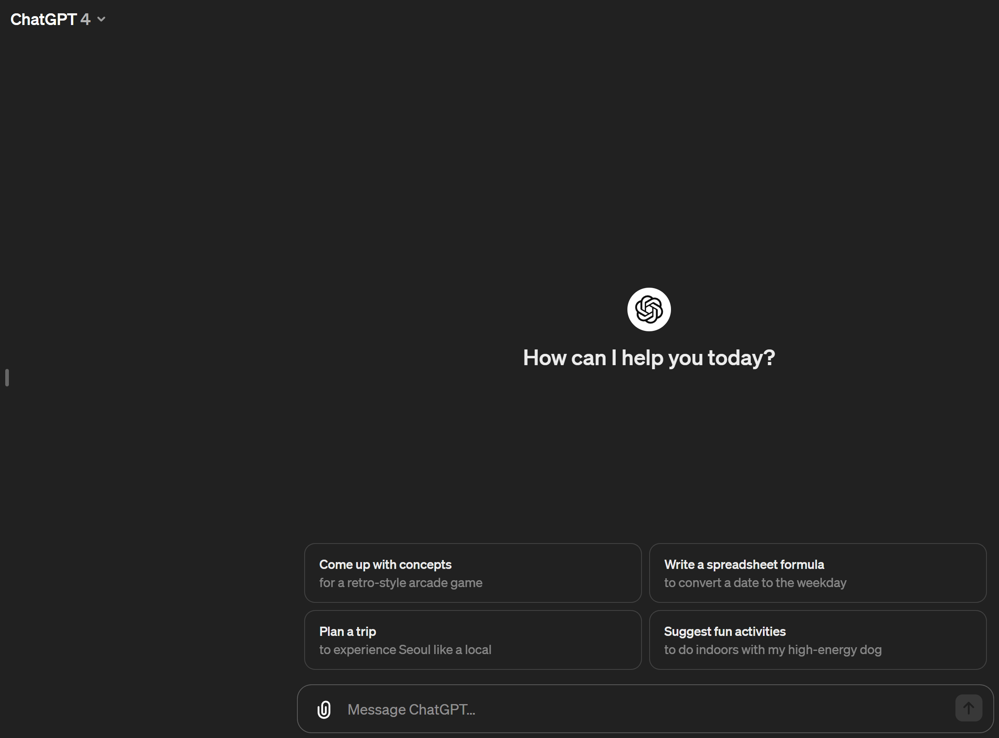 ChatGPT 4
How can I help you today?
Come up with concepts
for a retro-style arcade game
Write a spreadsheet formula
to convert a date to the weekday
Plan a trip
to experience Seoul like a local
Suggest fun activities
to do indoors with my high-energy dog
Message ChatGPT...